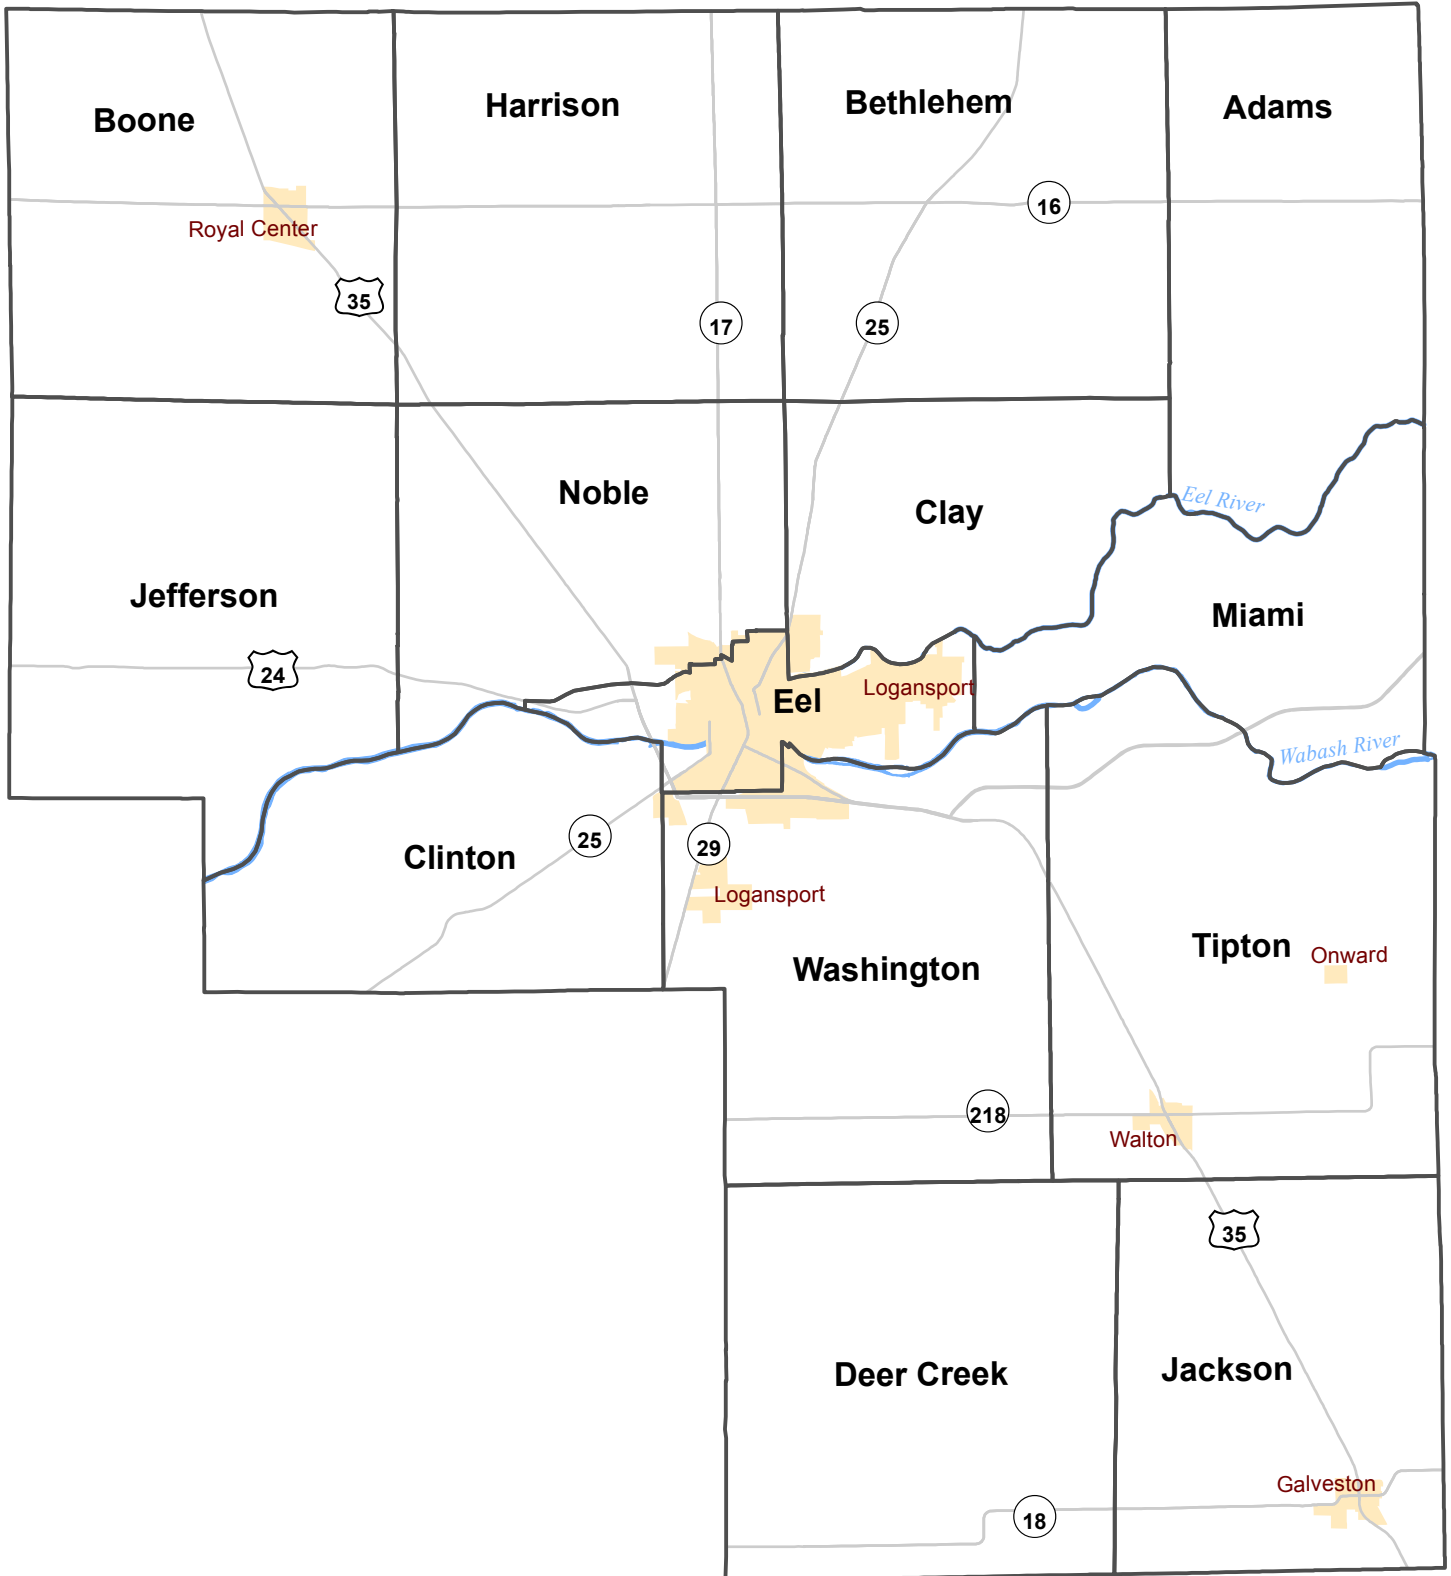 Boone
Harrison
Bethlehem
Adams
16
Royal Center
35
17
25
Noble
Clay
Eel River
Jefferson
Miami
24
Logansport
Eel
Wabash River
25
29
Clinton
Logansport
Washington
Tipton
Onward
218
Walton
35
Deer Creek
Jackson
Galveston
18